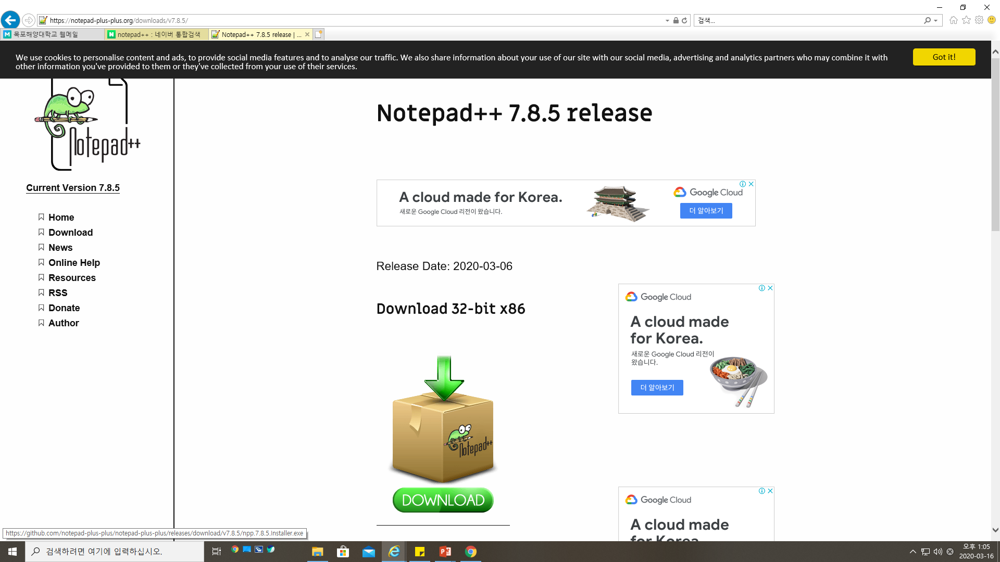 https://notepad-plus-plus.org/downloads/v7.8.5/
검색...
목포해양대학교 웹메일
notepad++ : 네이버 통합검색
Notepad++ 7.8.5 release | ...
We use cookies to personalise content and ads, to provide social media features and to analyse our traffic. We also share information about your use of our site with our social media, advertising and analytics partners who may combine it with
other information you've provided to them or they've collected from your use of their services.
Got it!
Notepad++
Current Version 7.8.5
Home
Download
News
Online Help
Resources
RSS
Donate
Author
Notepad++ 7.8.5 release
A cloud made for Korea.
새로운 Google Cloud 리전이 왔습니다.
Google Cloud
더 알아보기
Release Date: 2020-03-06
Download 32-bit x86
Notepad++
DOWNLOAD
Google Cloud
A cloud made
for Korea.
새로운 Google Cloud 리전이
왔습니다.
더 알아보기
Google Cloud
A cloud made
for Korea.
https://github.com/notepad-plus-plus/notepad-plus-plus/releases/download/v7.8.5/npp.7.8.5.Installer.exe
검색하려면 여기에 입력하십시오.
오후 1:05
2020-03-16